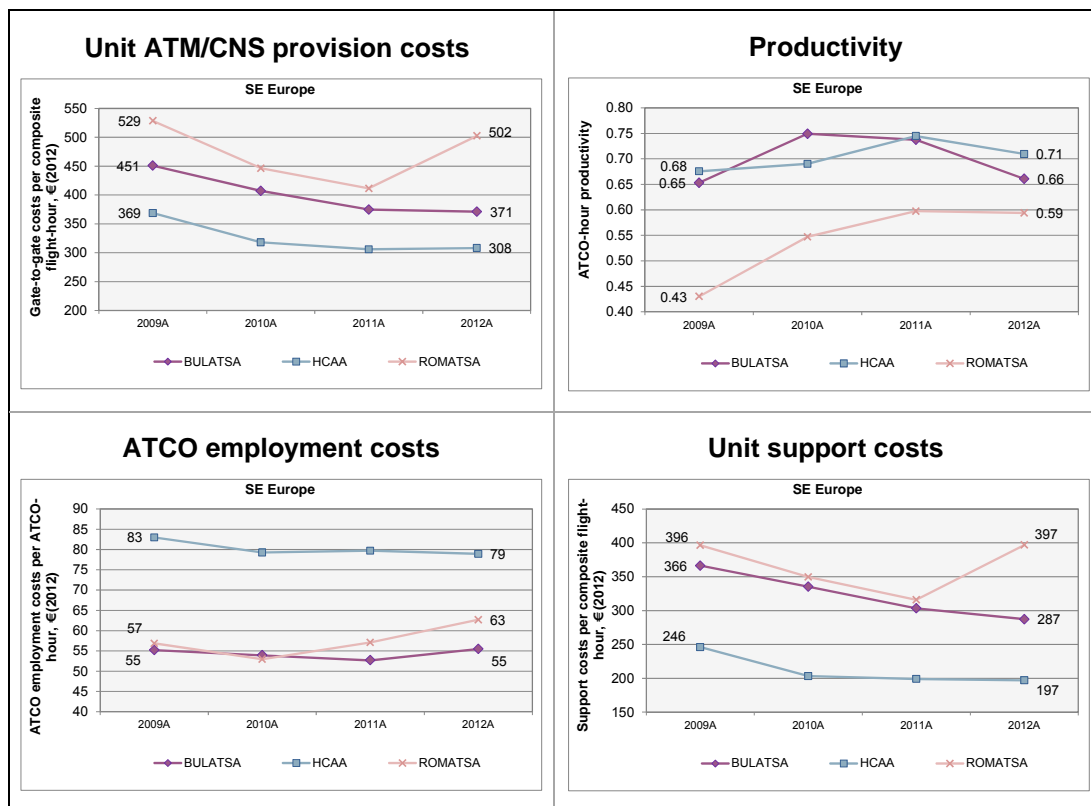 Unit ATM/CNS provision costs
SE Europe
Gate-to-gate costs per composite
flight-hour, €(2012)
550
500
450
400
350
300
250
200
529
451
369
502
371
308
2009A 2010A 2011A 2012A
BULATSA HCAA ROMATSA
Productivity
SE Europe
ATCO-hour productivity
0.80
0.75
0.70
0.65
0.60
0.55
0.50
0.45
0.40
0.68
0.65
0.43
0.71
0.66
0.59
2009A 2010A 2011A 2012A
BULATSA HCAA ROMATSA
ATCO employment costs
SE Europe
ATCO employment costs per ATCO-
hour, €(2012)
90
85
80
75
70
65
60
55
50
45
40
83
57
55
79
63
55
2009A 2010A 2011A 2012A
BULATSA HCAA ROMATSA
Unit support costs
SE Europe
Support costs per composite flight-
hour, €(2012)
450
400
350
300
250
200
150
396
366
246
397
287
197
2009A 2010A 2011A 2012A
BULATSA HCAA ROMATSA